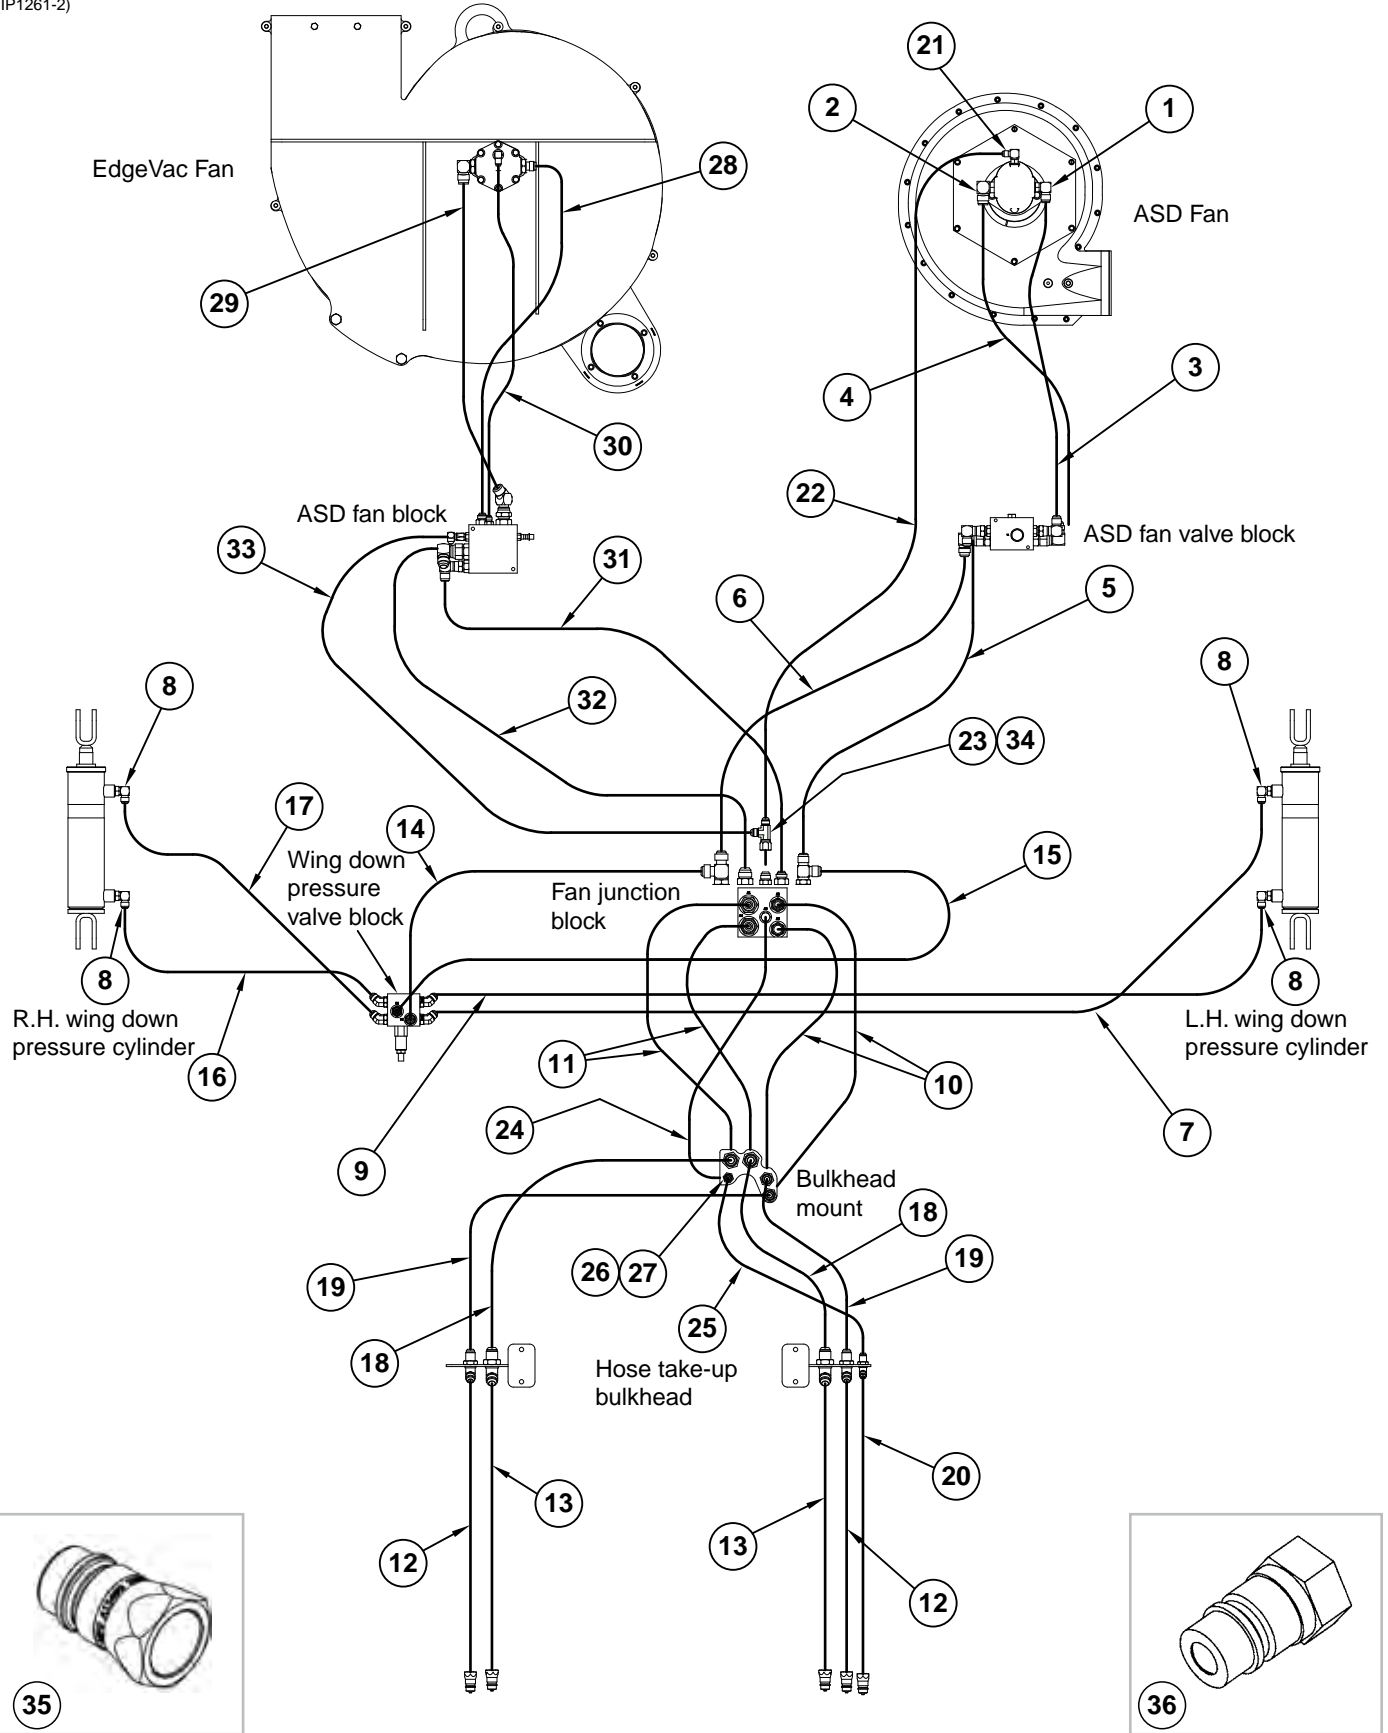 IP1261-2)
21
2
1
EdgeVac Fan
28
ASD Fan
29
3
4
30
22
ASD fan block
ASD fan valve block
33
31
6
5
8
8
32
23 34
17
14
Wing down
pressure
valve block
Fan junction
block
15
8
8
R.H. wing down
pressure cylinder
L.H. wing down
pressure cylinder
16
11
10
24
9
7
Bulkhead
mount
18
19
26 27
19
25
18
Hose take-up
bulkhead
20
13
13
12
12
35
36